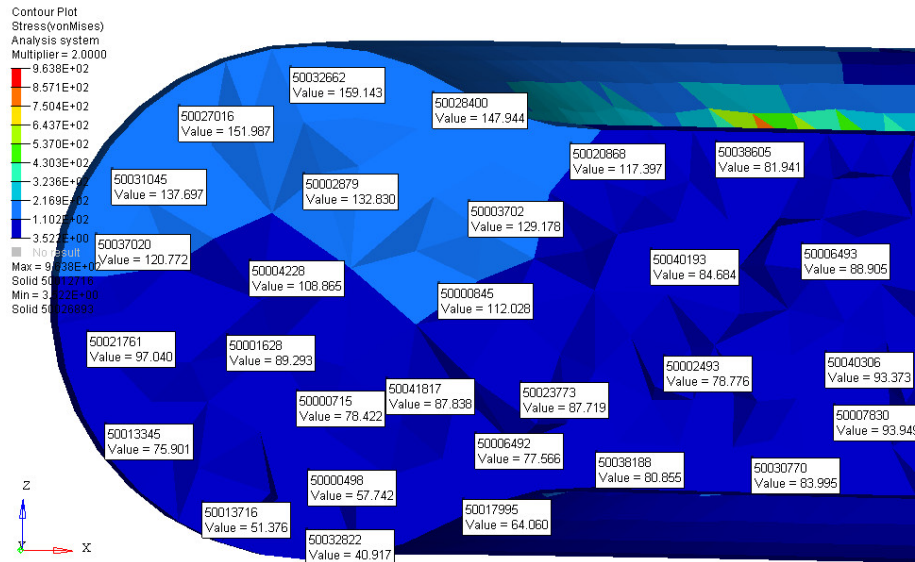 Contour Plot
Stress(vonMises)
Analysis system
Multiplier = 2.0000
9.638E+02
8.571E+02
7.504E+02
6.437E+02
5.370E+02
4.303E+02
3.236E+02
2.169E+02
1.102E+02
3.522E+00
No result
Max =
Solid
Min =
Solid
50032662
Value = 159.143
50028400
Value = 147.944
50027016
Value = 151.987
50020868
Value = 117.397
50038605
Value = 81.941
50031045
Value = 137.697
50002879
Value = 132.830
50003702
Value = 129.178
50037020
Value = 120.772
50004228
Value = 108.865
50040193
Value = 84.684
50006493
Value = 88.905
50000845
Value = 112.028
50021761
Value = 97.040
50001628
Value = 89.293
50002493
Value = 78.776
50040306
Value = 93.373
50000715
Value = 78.422
50041817
Value = 87.838
50023773
Value = 87.719
50007830
Value = 93.949
50013345
Value = 75.901
50006492
Value = 77.566
50038188
Value = 80.855
50030770
Value = 83.995
50000498
Value = 57.742
50013716
Value = 51.376
50017995
Value = 64.060
50032822
Value = 40.917
Z
Y
X